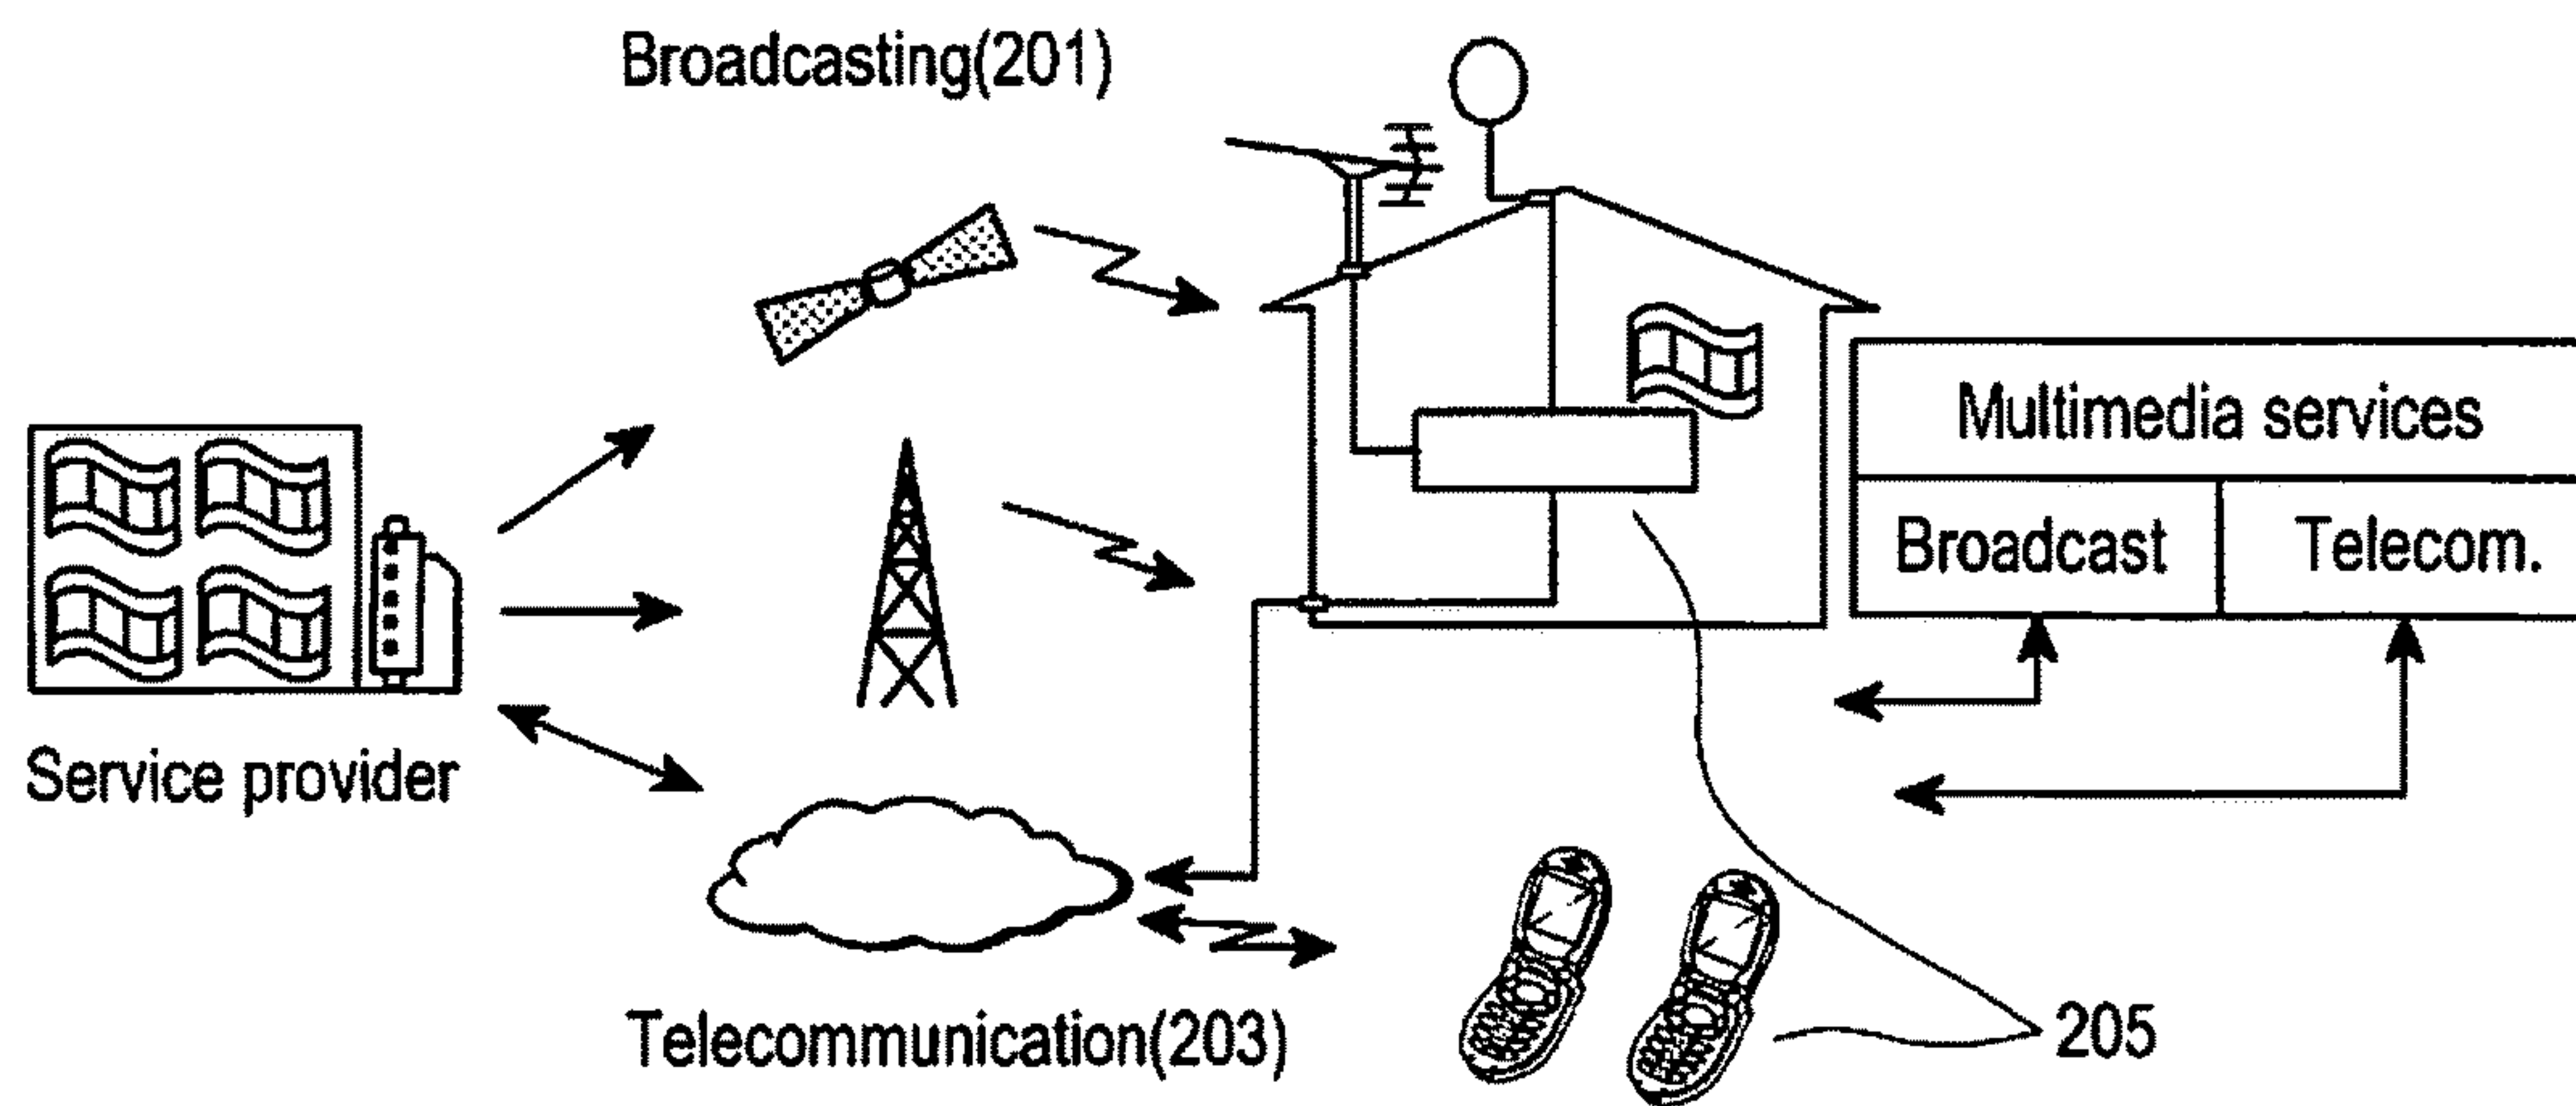 Broadcasting(201)
Multimedia services
Broadcast
Telecom.
Service provider
Telecommunication(203)
205